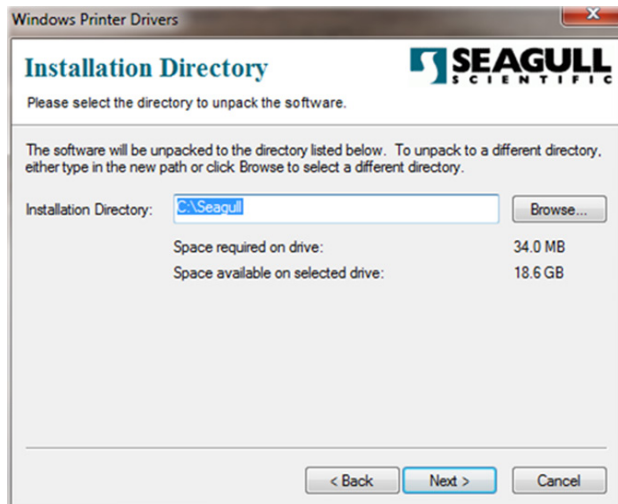 Windows Printer Drivers
Installation Directory
SEAGULL
SCIENTIFIC
Please select the directory to unpack the software.
The software will be unpacked to the directory listed below. To unpack to a different directory,
either type in the new path or click Browse to select a different directory.
Installation Directory: C:\Seagull Browse...
Space required on drive: 34.0 MB
Space available on selected drive: 18.6 GB
< Back Next > Cancel